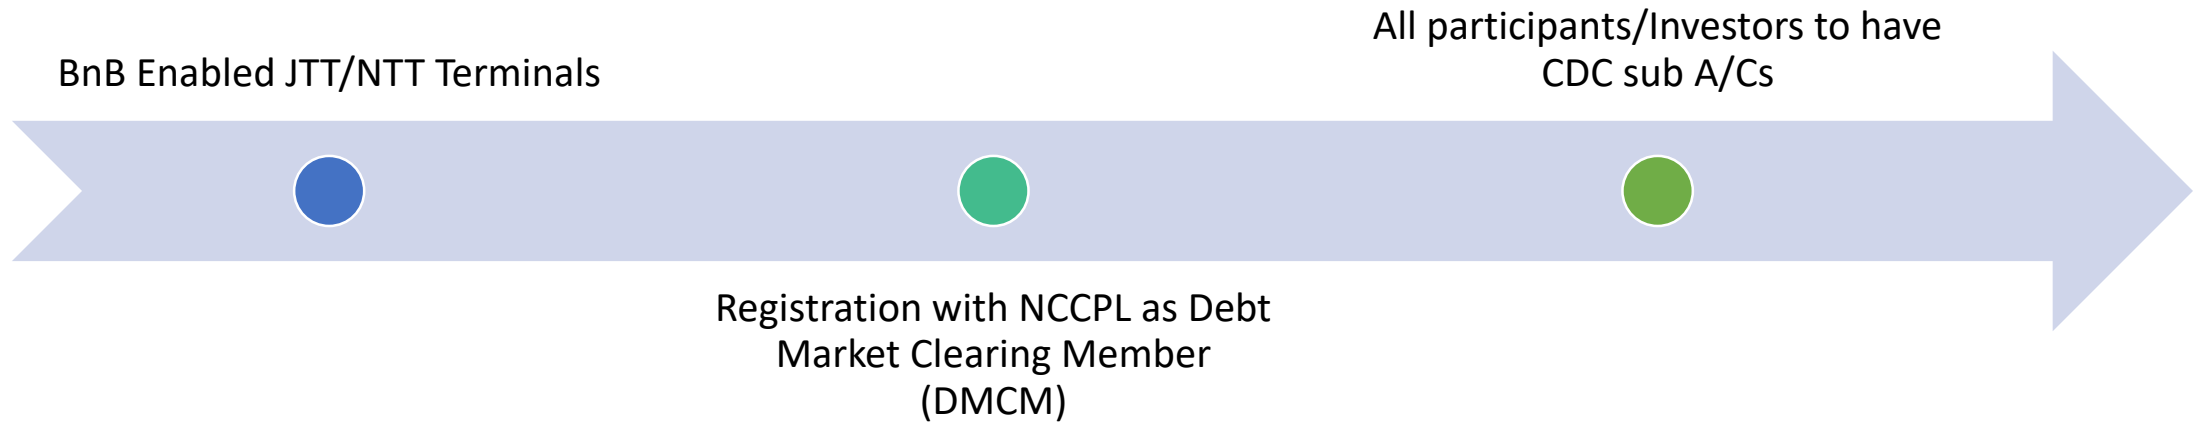 BnB Enabled JTT/NTT Terminals
Registration with NCCPL as Debt
Market Clearing Member
(DMCM)
All participants/Investors to have
CDC sub A/Cs